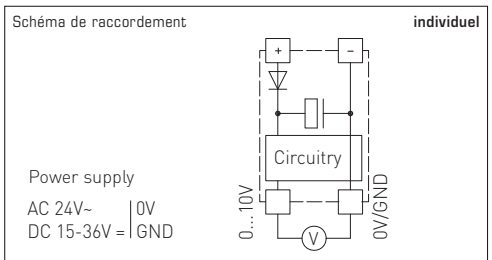 Schéma de raccordement
individuel
+
−
Circuitry
Power supply
AC 24V~ | 0V
DC 15-36V = | GND
0...10V
V
0V/GND